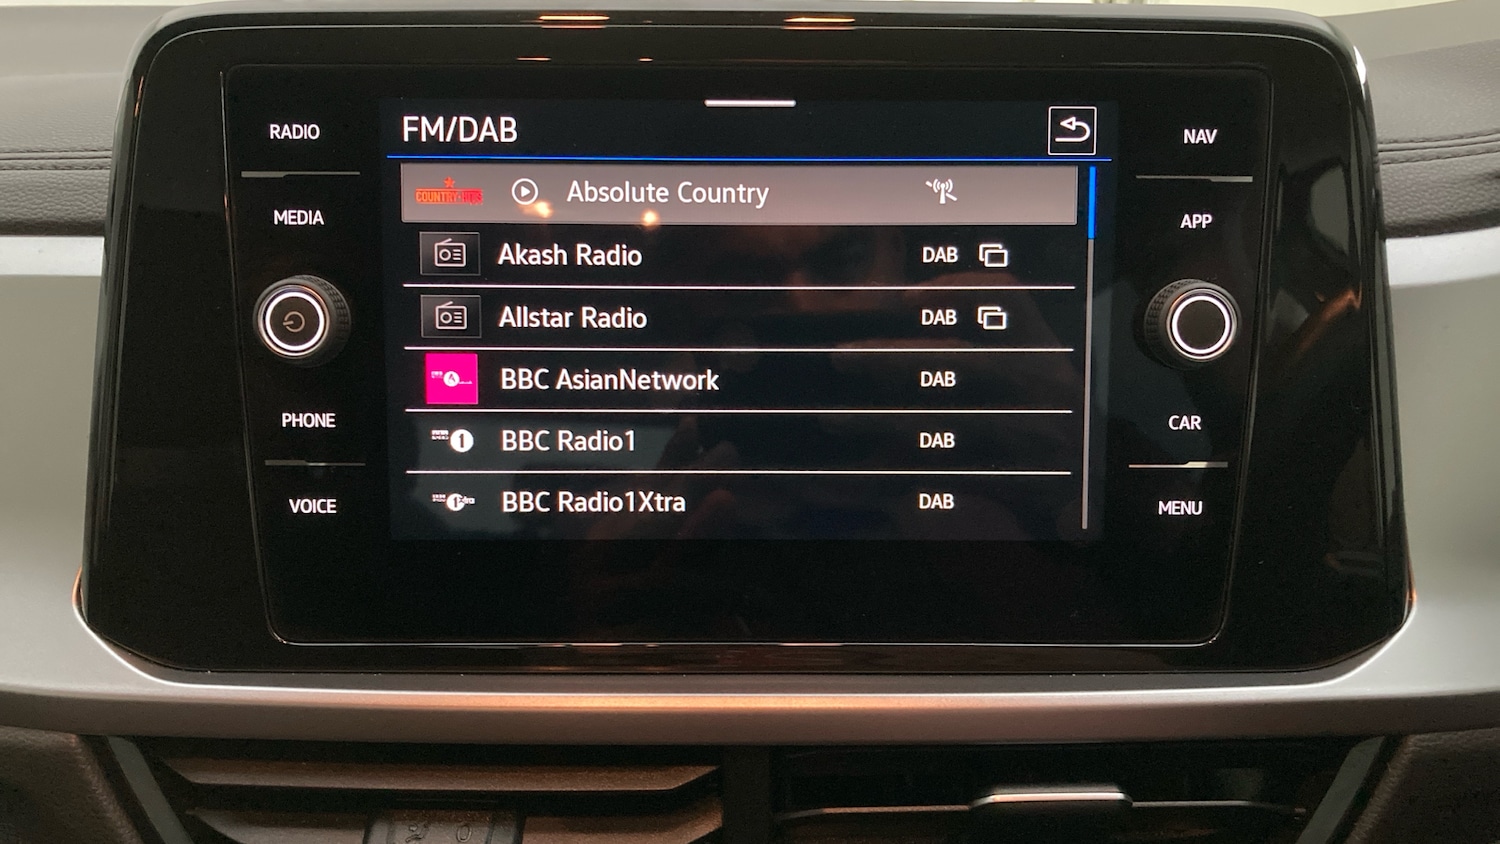 RADIO
MEDIA
PHONE
VOICE
FM/DAB
Absolute Country
Akash Radio DAB
Allstar Radio DAB
BBC AsianNetwork DAB
1 BBC Radio1 DAB
BBC Radio1Xtra DAB
NAV
APP
CAR
MENU